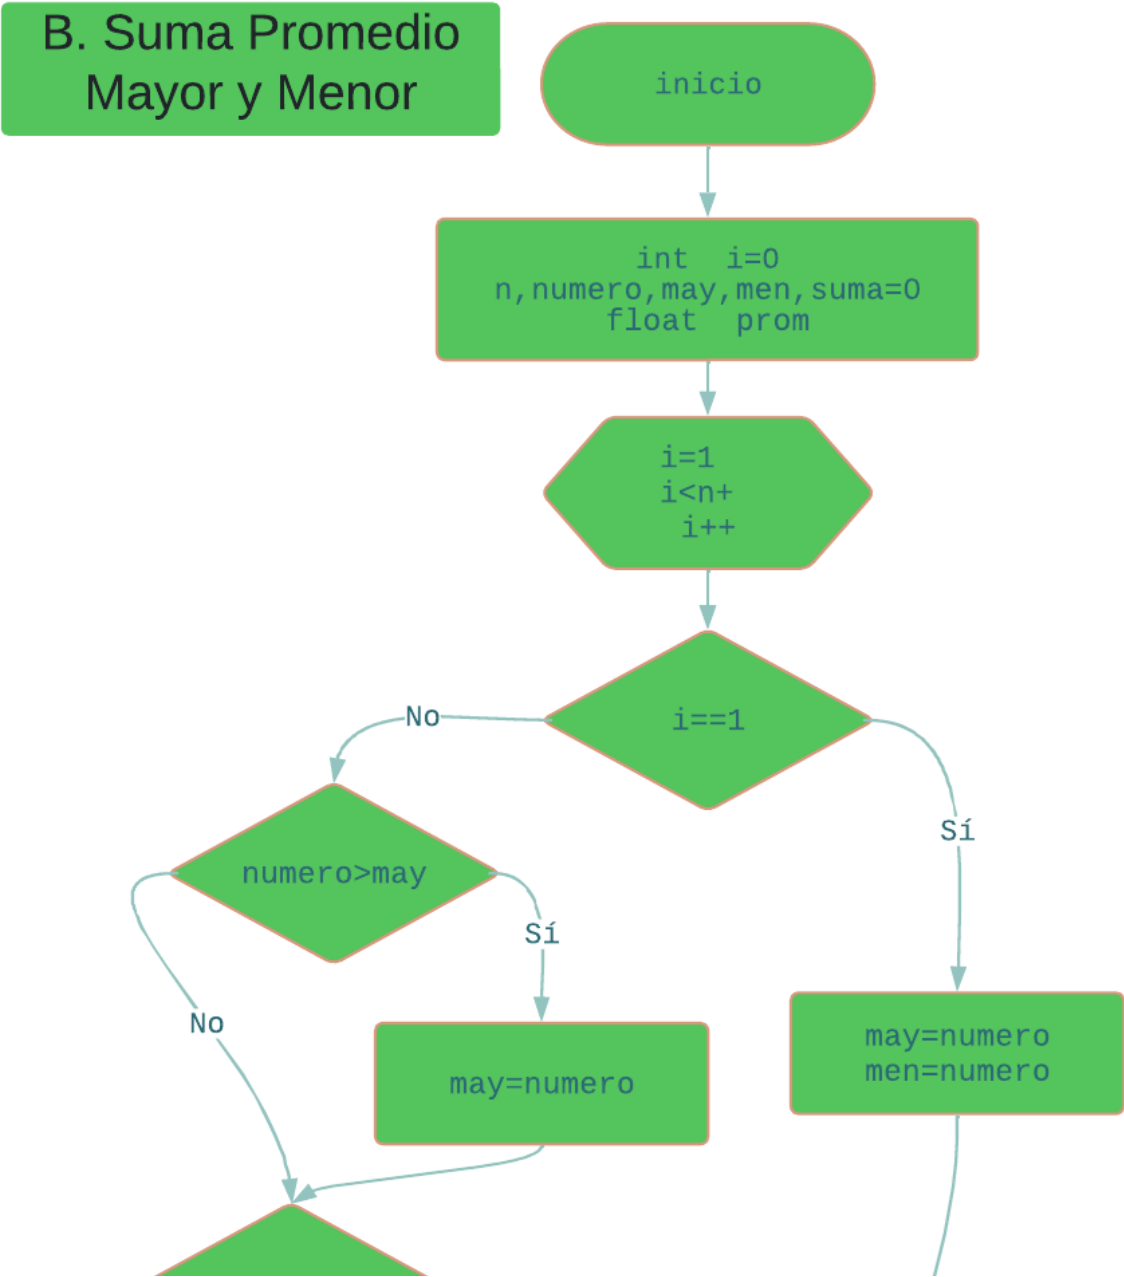 B. Suma Promedio
Mayor y Menor
inicio
int  i=0
n,numero,may,men,suma=0
float  prom
i=1
i<n+
i++
i==1
No
Sí
numero>may
Sí
No
may=numero
men=numero
may=numero